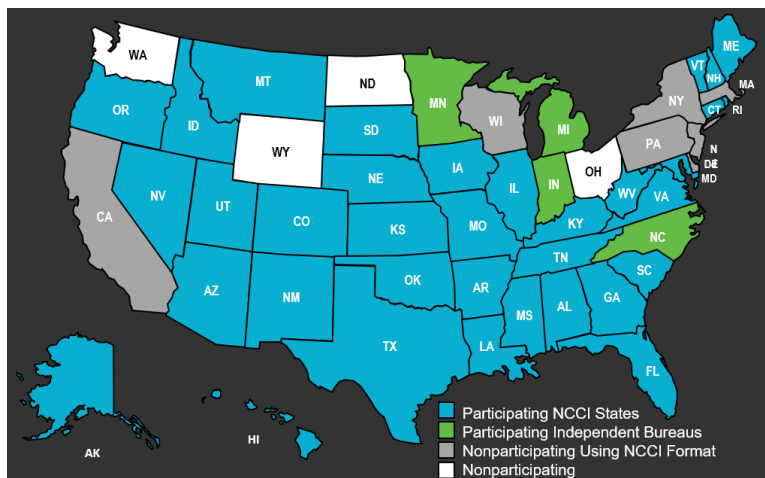 WA
MT
ND
MN
OR
ID
SD
WI
MI
VT
ME
NH
MA
NY
CT
RI
WY
IA
NE
PA
N
DE
MD
NV
UT
CO
IL
IN
OH
WV
VA
CA
KS
MO
KY
NC
AZ
NM
OK
AR
TN
SC
MS
AL
GA
TX
LA
FL
AK
HI
Participating NCCI States
Participating Independent Bureaus
Nonparticipating Using NCCI Format
Nonparticipating